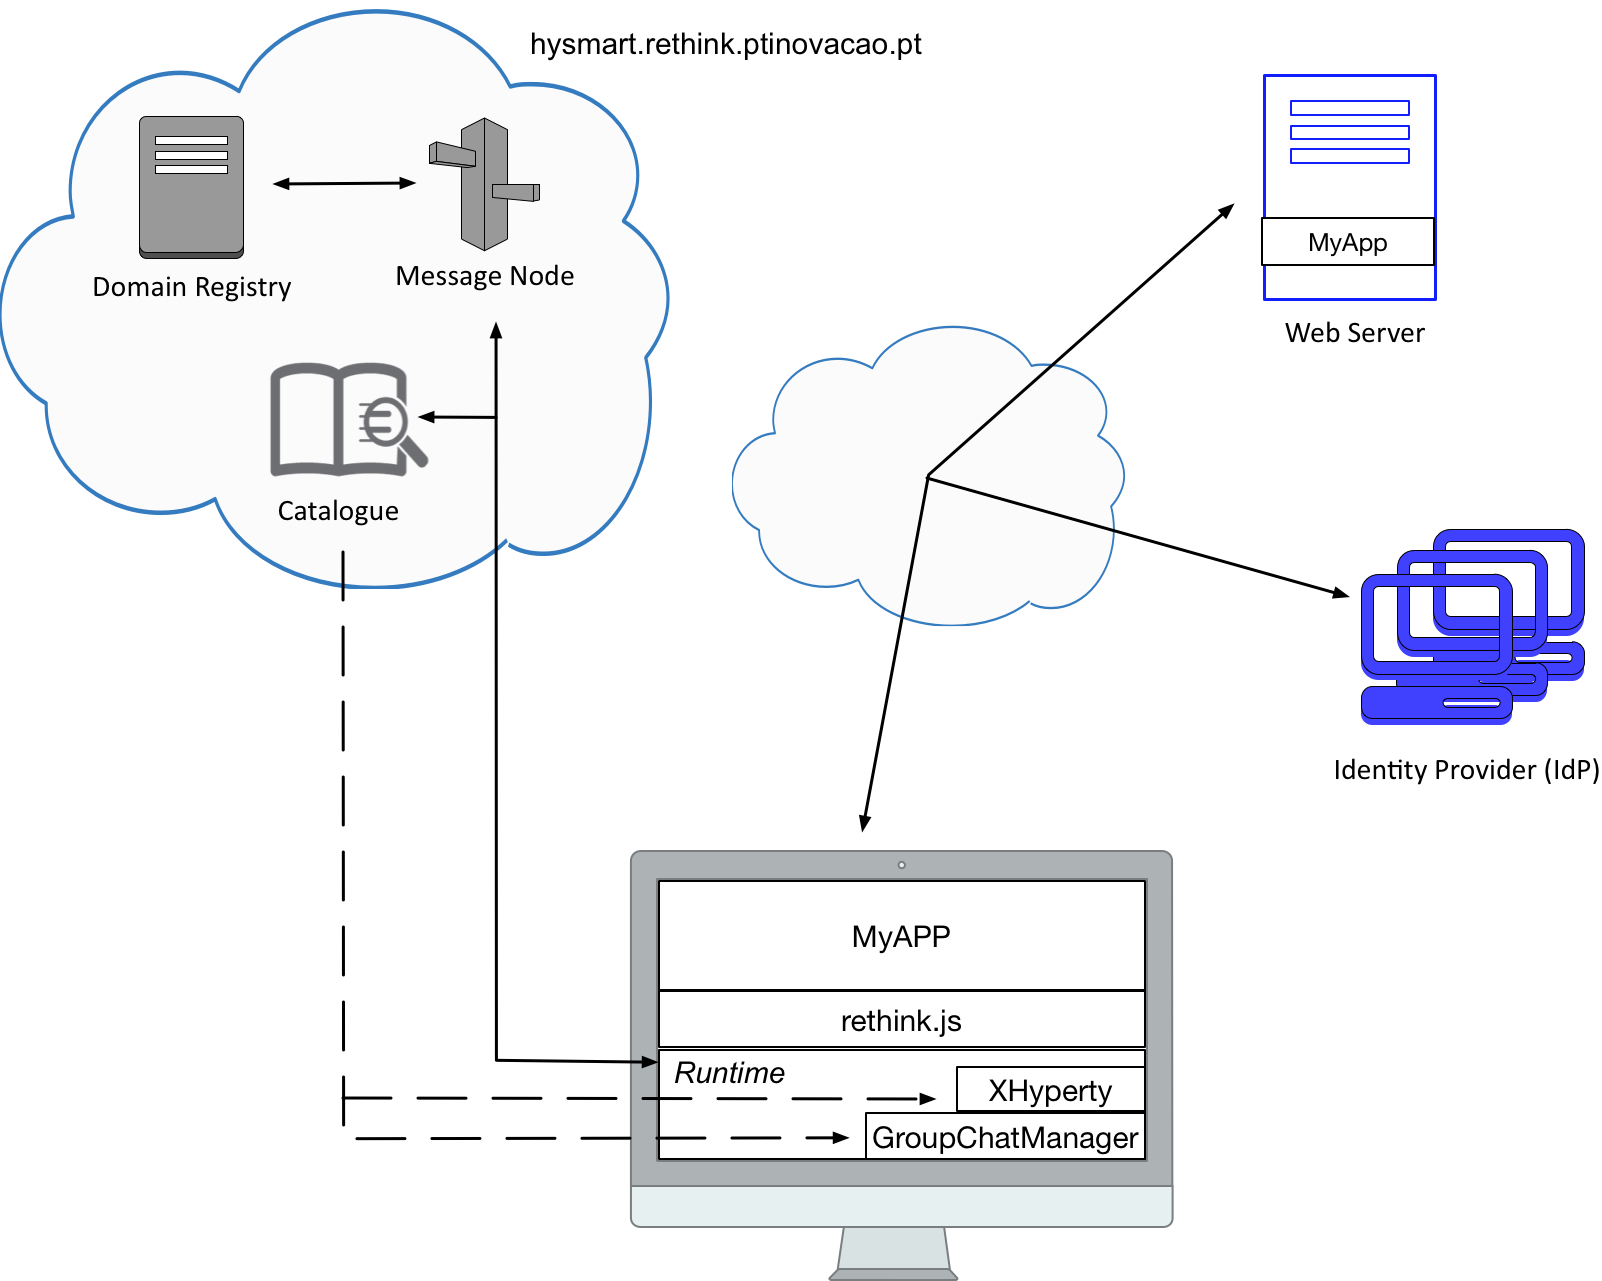 hysmart.rethink.ptinovacao.pt
Domain Registry
Message Node
Catalogue
MyApp
Web Server
Identity Provider (IdP)
MyAPP
rethink.js
Runtime
XHyperty
GroupChatManager